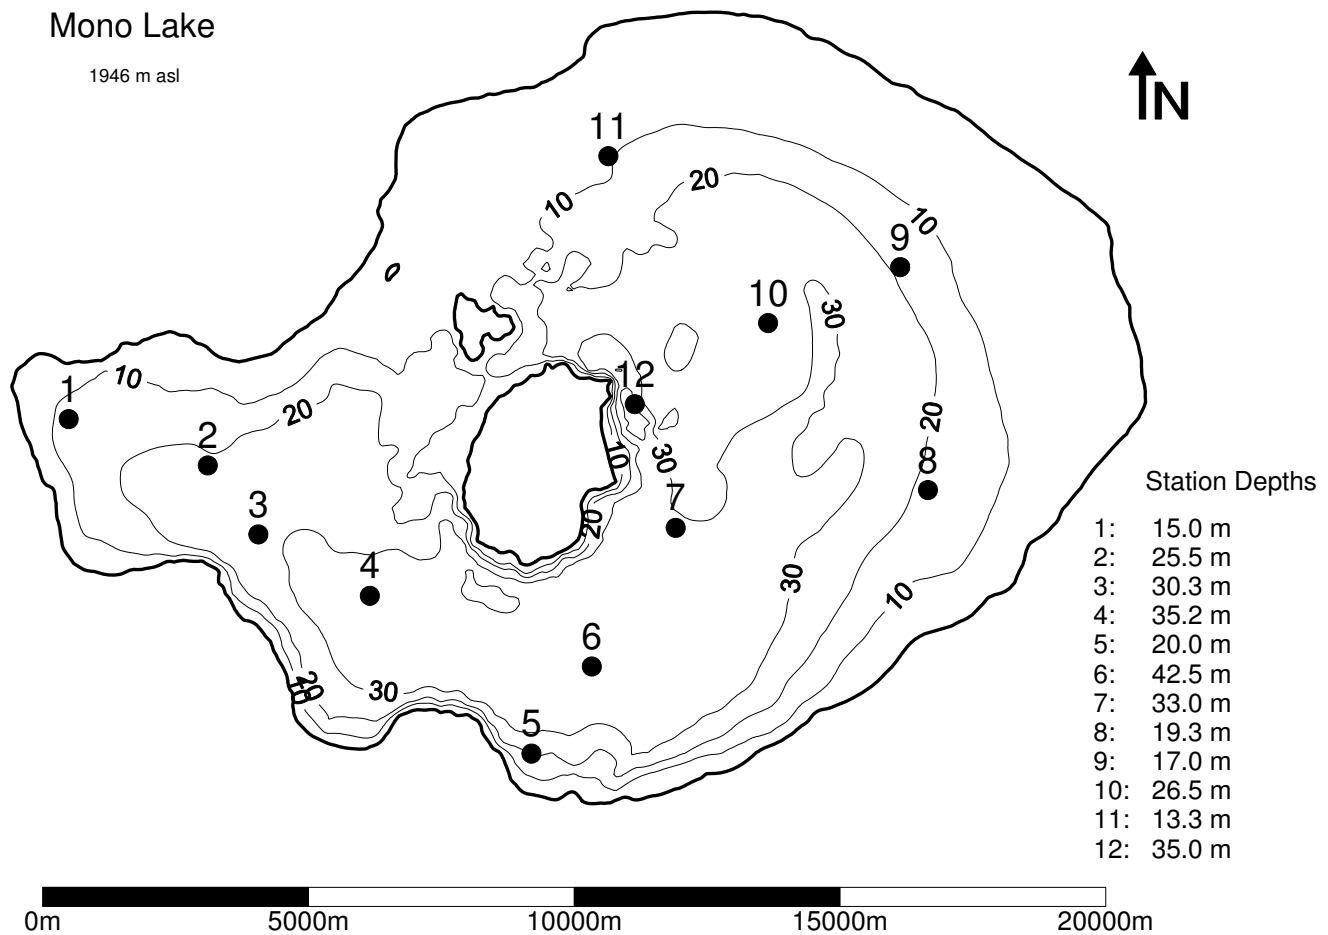 Mono Lake
1946 m asl
N
11
10
20
10
9
10
30
1
10
12
20
2
10
30
20
8
3
7
20
4
30
10
6
20
10
30
5
Station Depths
1: 15.0 m
2: 25.5 m
3: 30.3 m
4: 35.2 m
5: 20.0 m
6: 42.5 m
7: 33.0 m
8: 19.3 m
9: 17.0 m
10: 26.5 m
11: 13.3 m
12: 35.0 m
0m 5000m 10000m 15000m 20000m